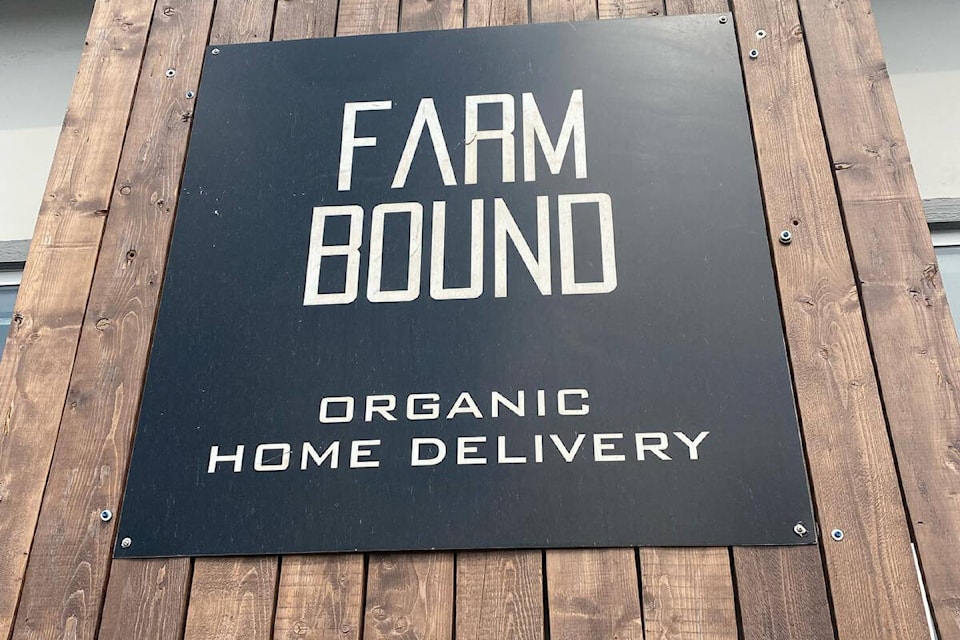 FARM
BOUND
ORGANIC
HOME DELIVERY